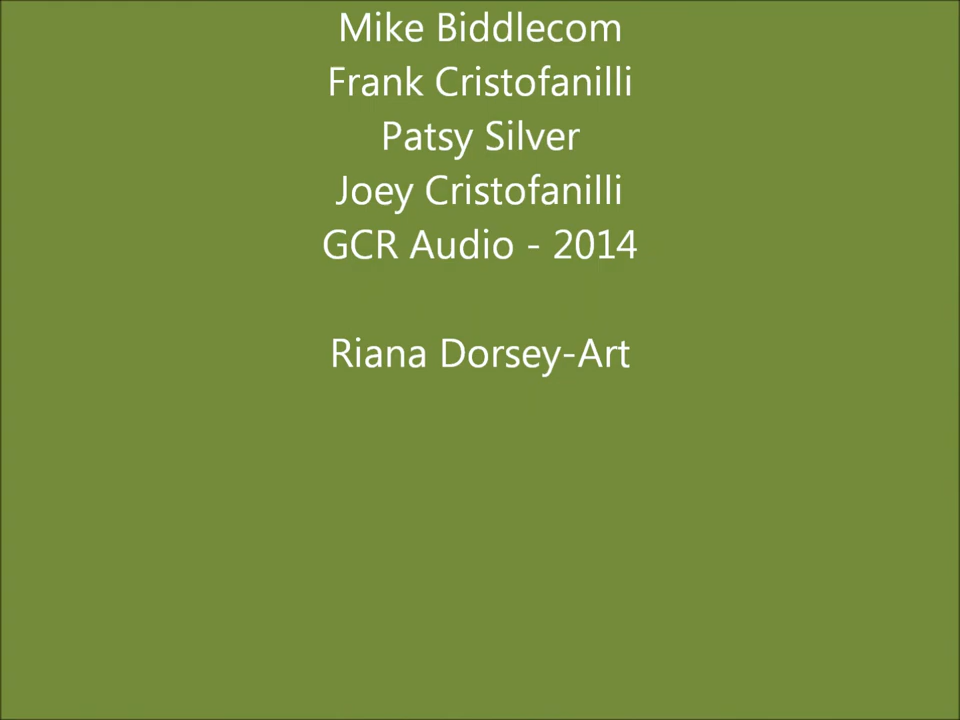 Mike Biddlecom
Frank Cristofanilli
Patsy Silver
Joey Cristofanilli
GCR Audio - 2014
Riana Dorsey-Art